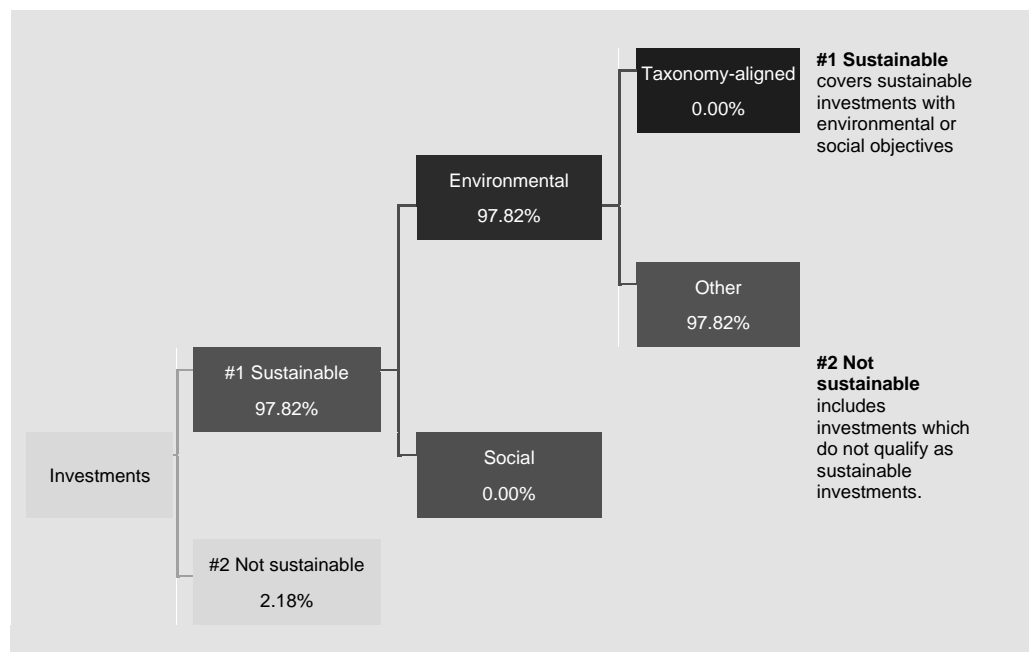 Taxonomy-aligned
0.00%
#1 Sustainable
covers sustainable
investments with
environmental or
social objectives
Environmental
97.82%
Other
97.82%
#1 Sustainable
97.82%
#2 Not
sustainable
includes
investments which
do not qualify as
sustainable
investments.
Investments
Social
0.00%
#2 Not sustainable
2.18%